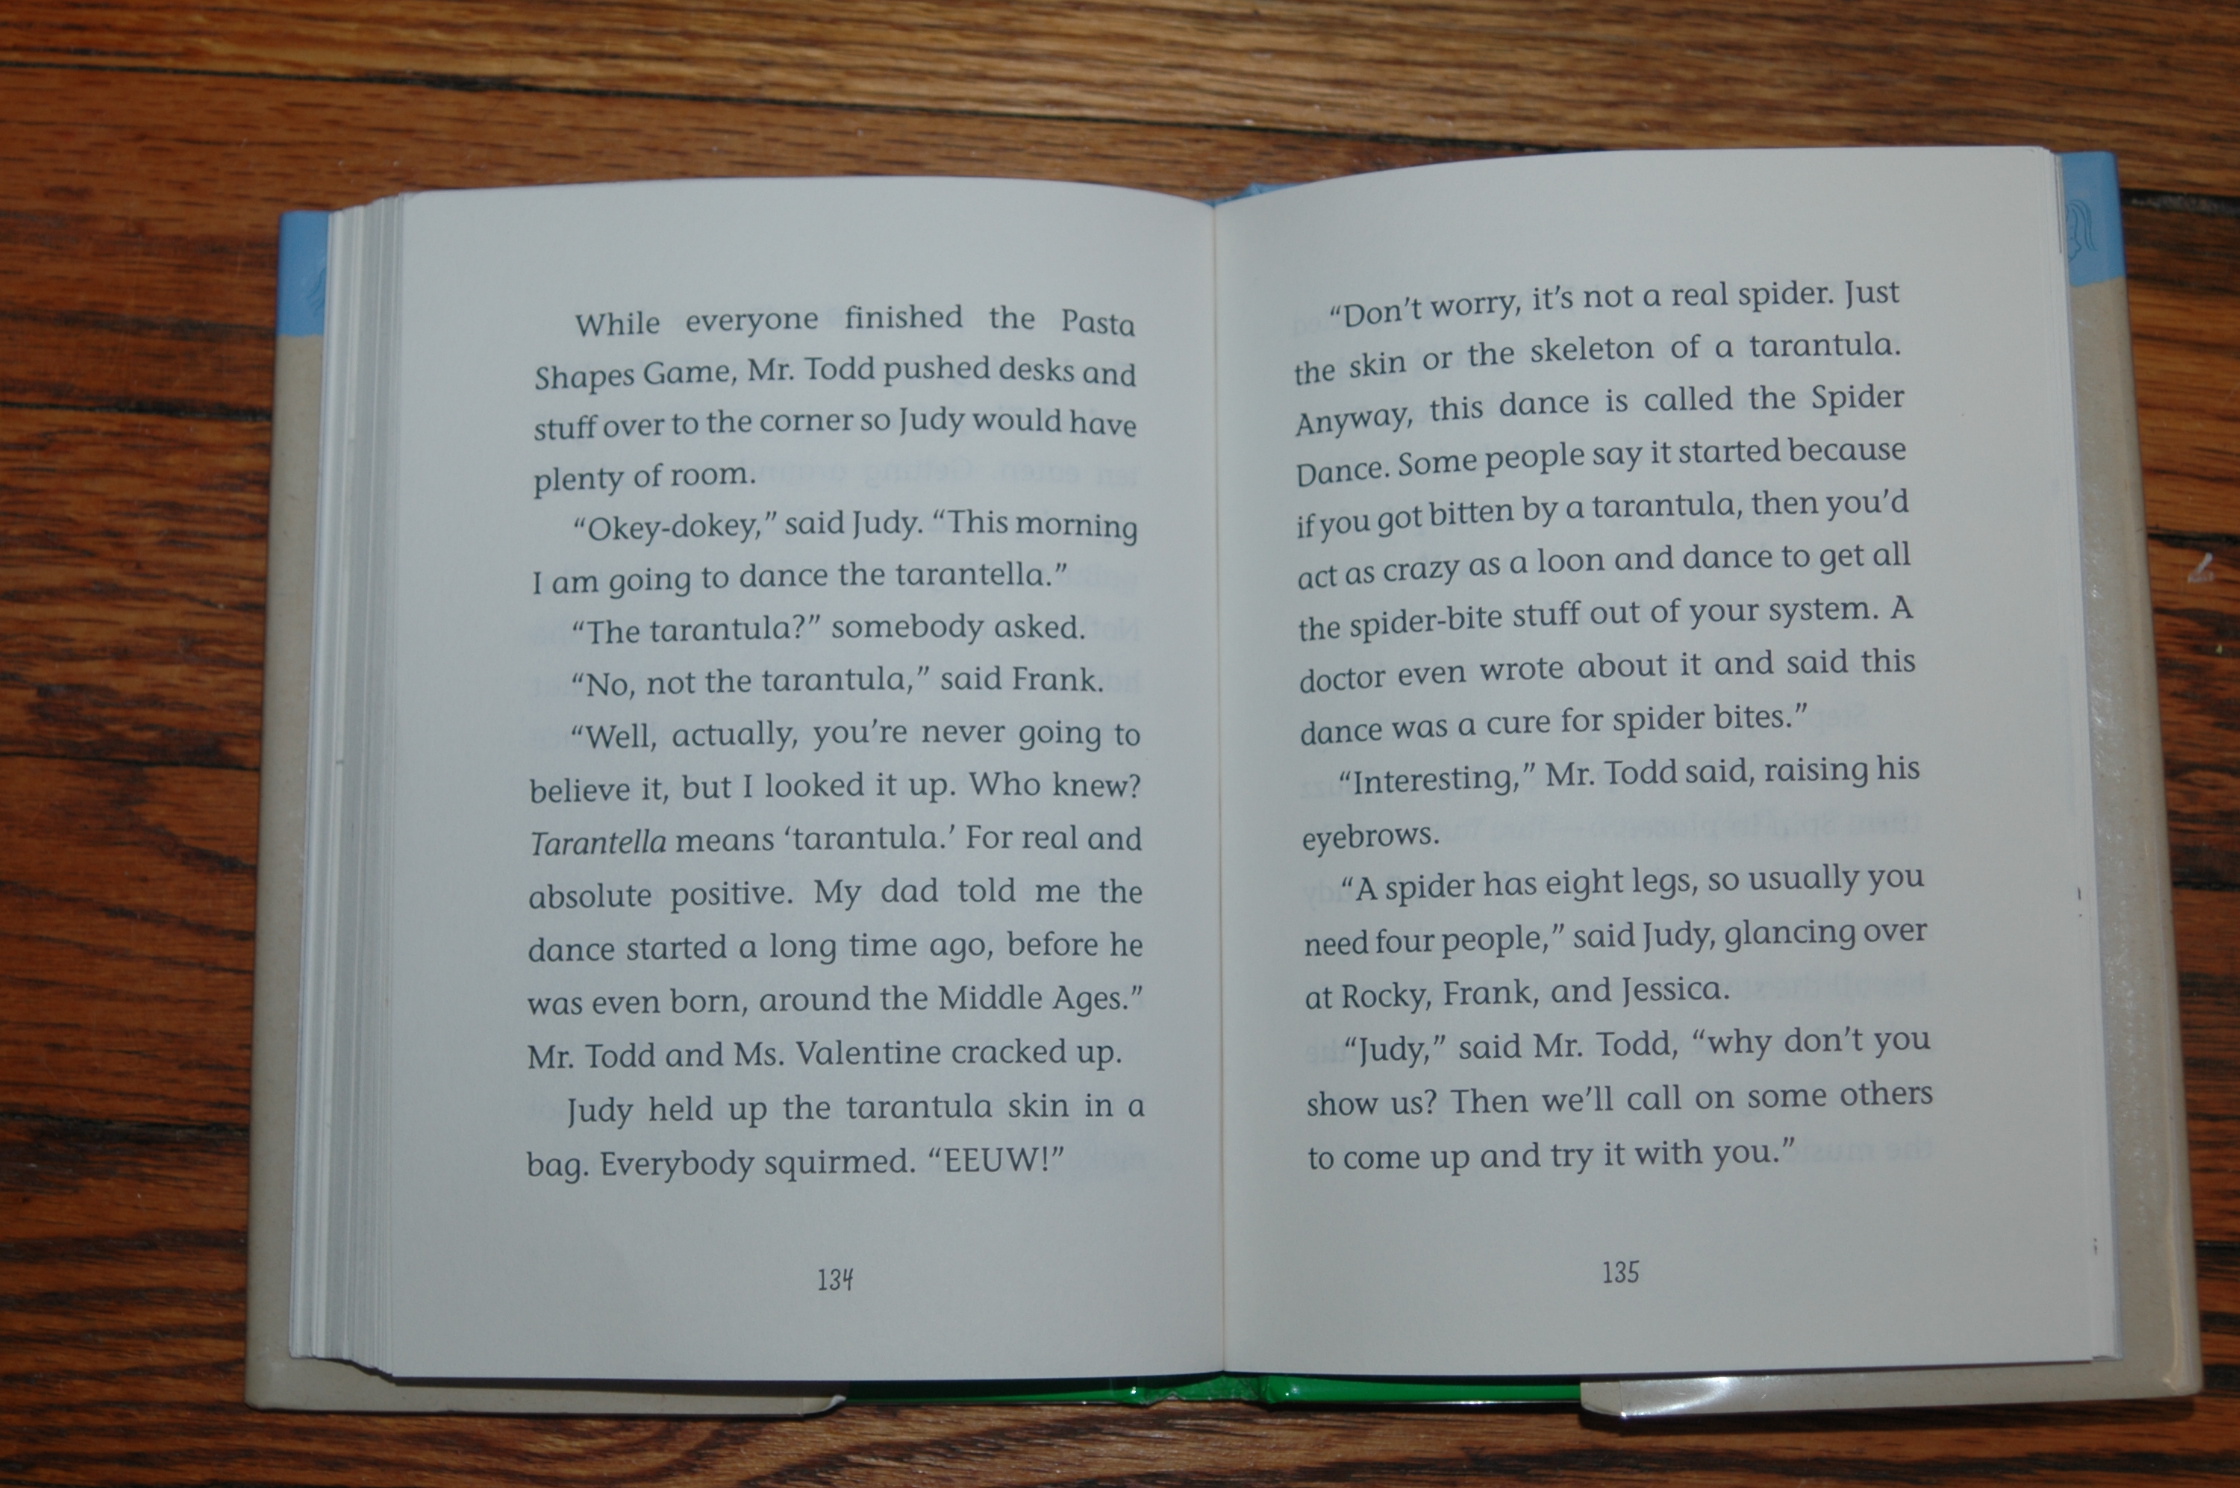 While everyone finished the Pasta
Shapes Game, Mr. Todd pushed desks and
stuff over to the corner so Judy would have
plenty of room.
“Okey-dokey,” said Judy. “This morning
I am going to dance the tarantella.”
“The tarantula?” somebody asked.
“No, not the tarantula,” said Frank.
“Well, actually, you’re never going to
believe it, but I looked it up. Who knew?
Tarantella means ‘tarantula.’ For real and
absolute positive. My dad told me the
dance started a long time ago, before he
was even born, around the Middle Ages.”
Mr. Todd and Ms. Valentine cracked up.
Judy held up the tarantula skin in a
bag. Everybody squirmed. “EEUW!”
134
“Don’t worry, it’s not a real spider. Just
the skin or the skeleton of a tarantula.
Anyway, this dance is called the Spider
Dance. Some people say it started because
if you got bitten by a tarantula, then you’d
act as crazy as a loon and dance to get all
the spider-bite stuff out of your system. A
doctor even wrote about it and said this
dance was a cure for spider bites.”
“Interesting,” Mr. Todd said, raising his
eyebrows.
“A spider has eight legs, so usually you
need four people,” said Judy, glancing over
at Rocky, Frank, and Jessica.
“Judy,” said Mr. Todd, “why don’t you
show us? Then we’ll call on some others
to come up and try it with you.”
135